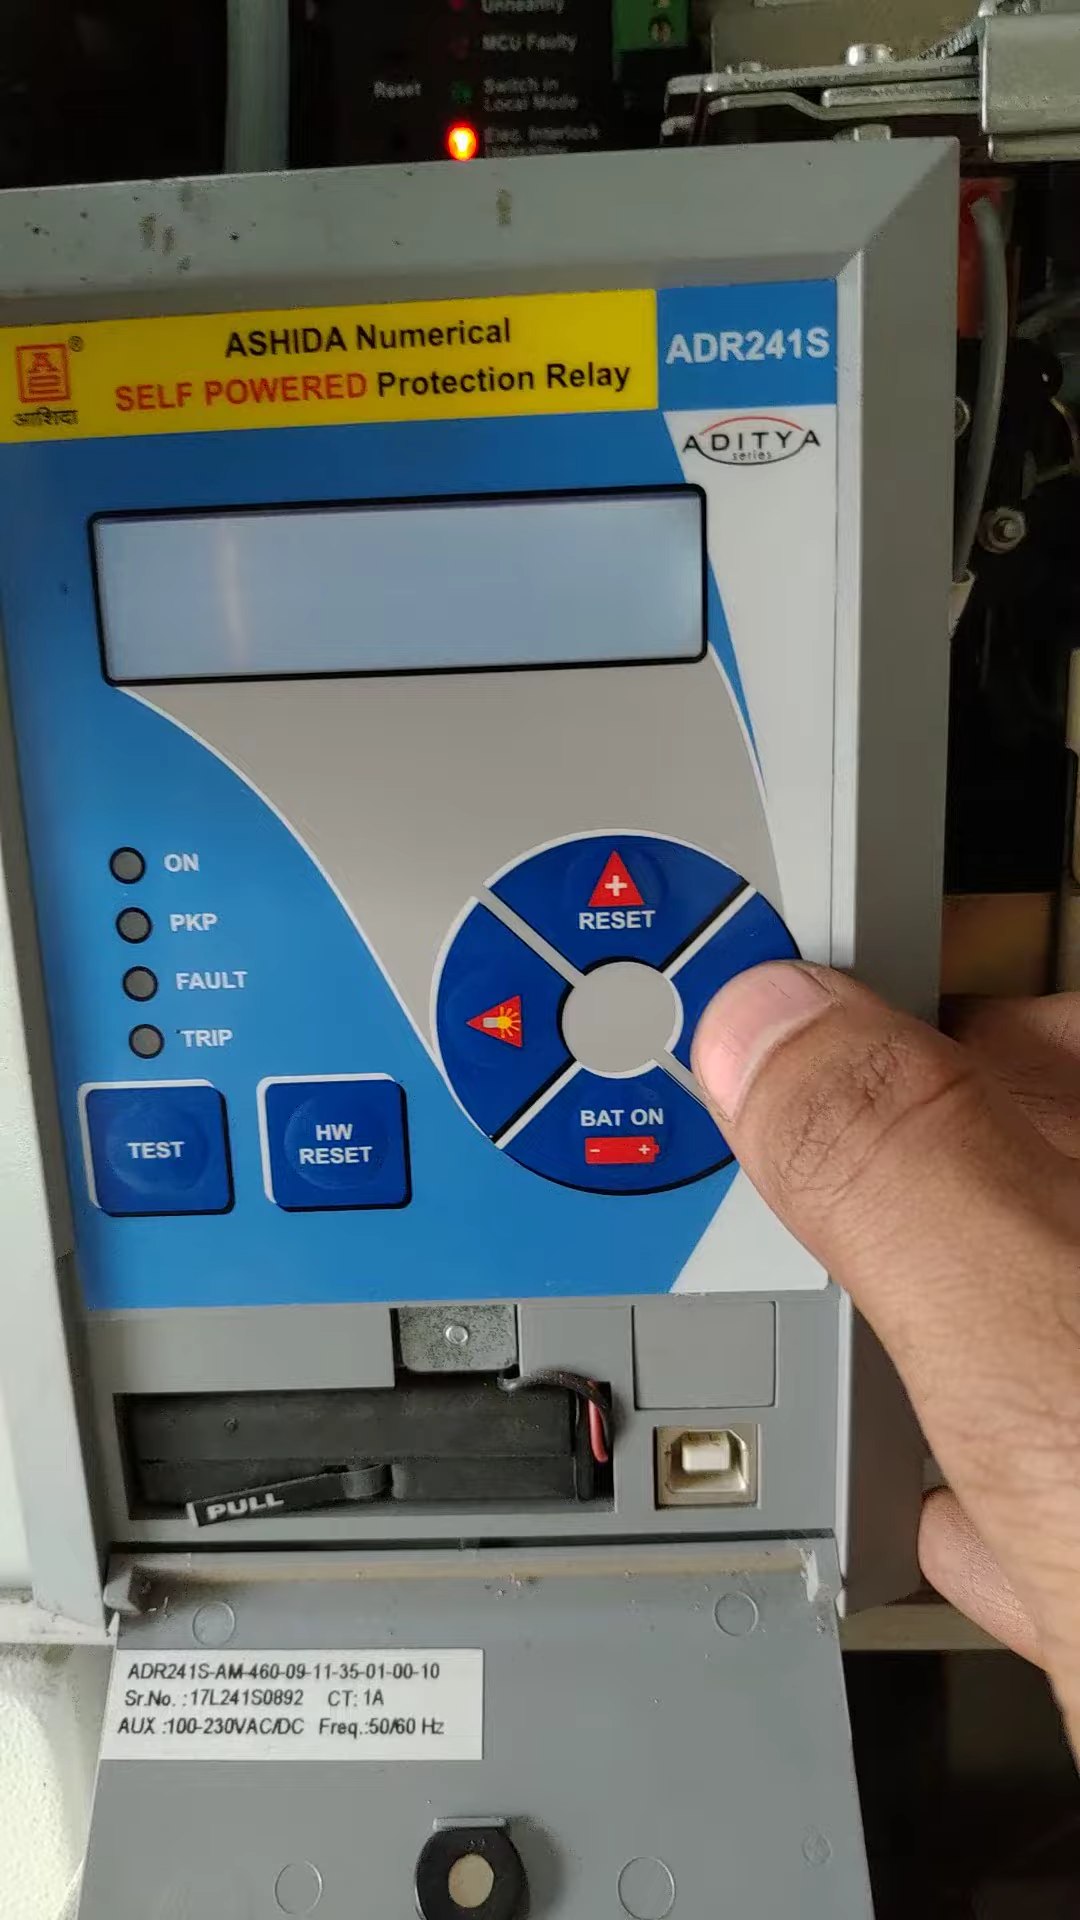 Unhealthy
MCU Faulty
Reset
Switch in
Local Mode
Elec. Interlock
ASHIDA Numerical
SELF POWERED Protection Relay
ADR241S
®
आशिदा
ADITYA
series
ON
PKP
FAULT
TRIP
RESET
BAT ON
TEST
HW
RESET
PULL
ADR241S-AM-460-09-11-35-01-00-10
Sr.No. :17L241S0892 CT: 1A
AUX :100-230VAC/DC Freq.:50/60 Hz